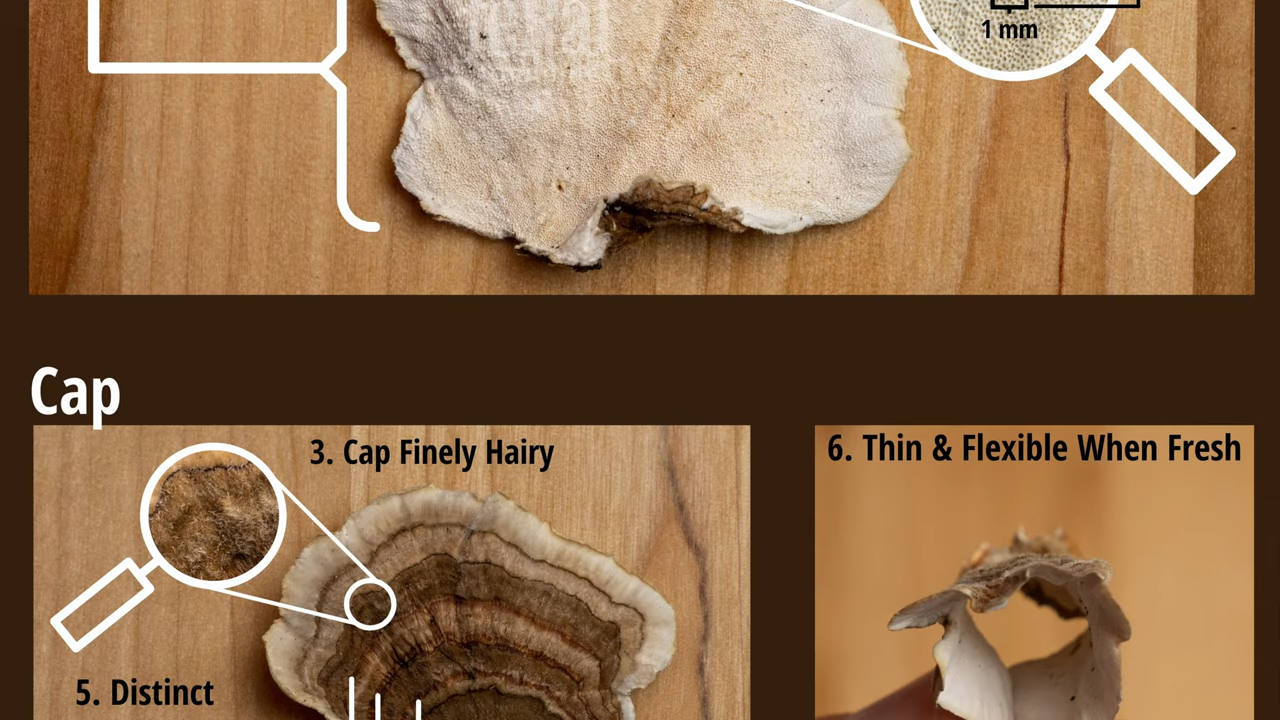 1 mm
Cap
3. Cap Finely Hairy
6. Thin & Flexible When Fresh
5. Distinct